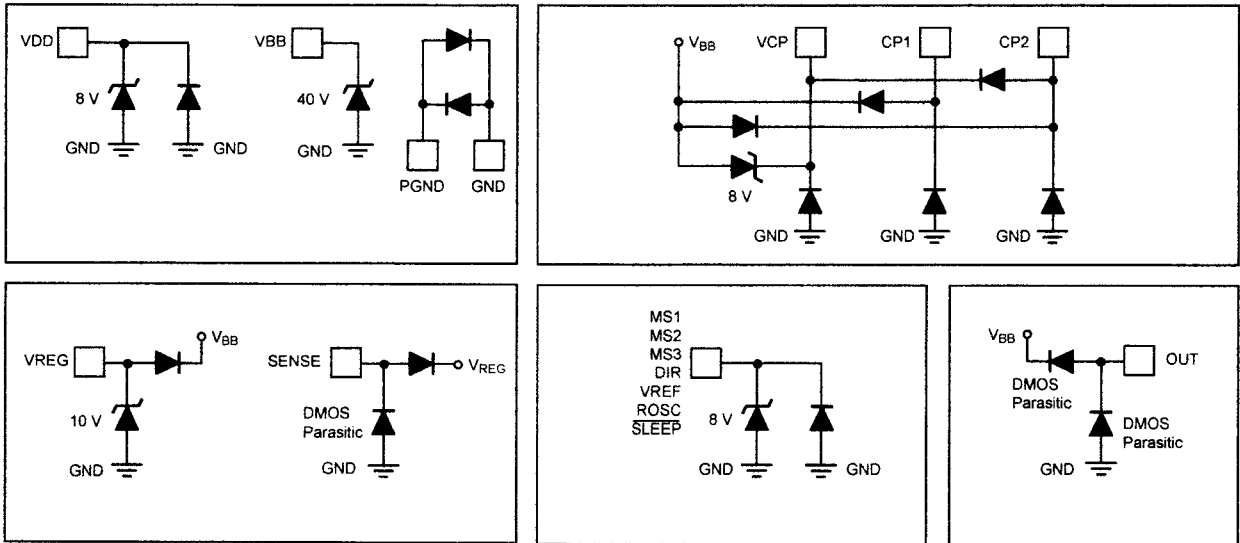 VDD
8 V
GND
GND
VBB
40 V
GND
PGND
GND
VBB
VCP
CP1
CP2
8 V
GND
GND
GND
VREG
VBB
10 V
GND
SENSE
VREG
DMOS
Parasitic
GND
MS1
MS2
MS3
DIR
VREF
ROSC
SLEEP
8 V
GND
GND
VBB
OUT
DMOS
Parasitic
DMOS
Parasitic
GND